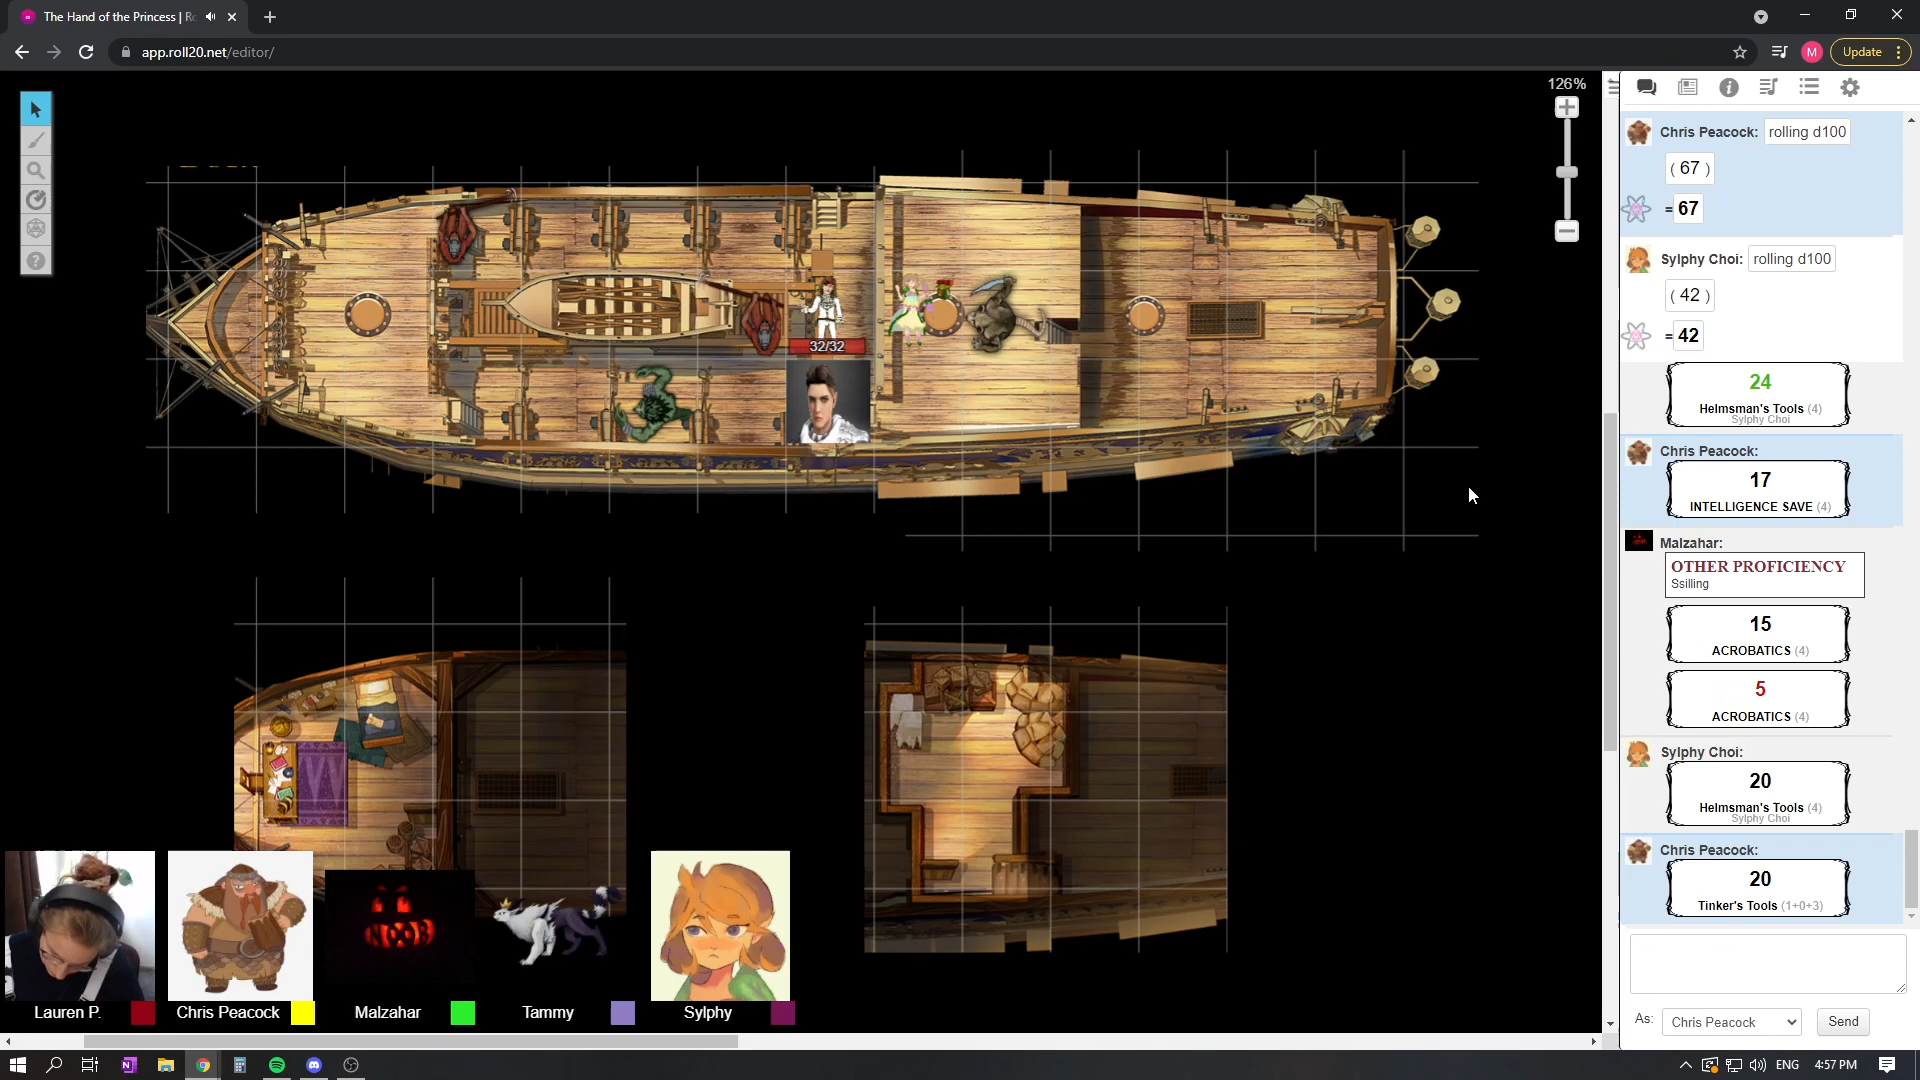 The Hand of the Princess | Ro
app.roll20.net/editor/
M
Update
126%
Chris Peacock: rolling d100
( 67 )
= 67
Sylphy Choi: rolling d100
( 42 )
= 42
24
Helmsman's Tools (4)
Sylphy Choi
Chris Peacock:
17
INTELLIGENCE SAVE (4)
Malzahar:
OTHER PROFICIENCY
Ssilling
15
ACROBATICS (4)
5
ACROBATICS (4)
Sylphy Choi:
20
Helmsman's Tools (4)
Sylphy Choi
Chris Peacock:
20
Tinker's Tools (1+0+3)
As: Chris Peacock
Send
32/32
NOOB
Lauren P.
Chris Peacock
Malzahar
Tammy
Sylphy
ENG
4:57 PM